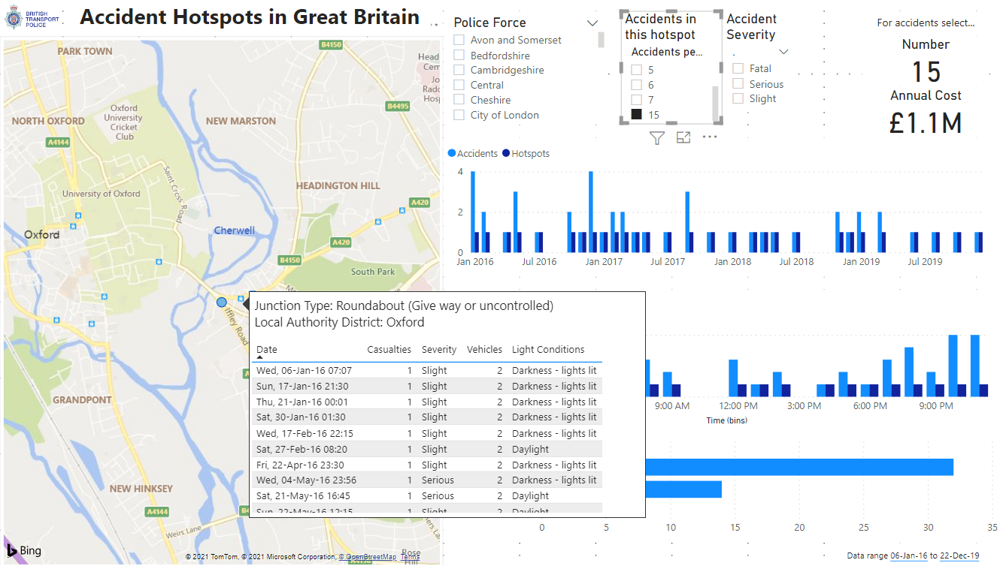 BRITISH
TRANSPORT
POLICE
Accident Hotspots in Great Britain
Police Force
Avon and Somerset
Bedfordshire
Cambridgeshire
Central
Cheshire
City of London
Accidents in
this hotspot
Accidents pe...
5
6
7
15
Accident
Severity
.
Fatal
Serious
Slight
For accidents select...
Number
15
Annual Cost
£1.1M
PARK TOWN
B4150
Head
Cem
Jo
Rado
Hosp
B4495
Oxford
University
Cricket
Club
NORTH OXFORD
NEW MARSTON
A4144
Saint Cross Road
HEADINGTON HILL
University of Oxford
A420
Cherwell
Oxford
A420
B4150
South Park
Iffley Road
GRANDPONT
NEW HINKSEY
A4144
B4150
Weirs Lane
Rose
Bing
© 2021 TomTom, © 2021 Microsoft Corporation, © OpenStreetMap Terms
Accidents Hotspots
4
2
0
Jan 2016 Jul 2016 Jan 2017 Jul 2017 Jan 2018 Jul 2018 Jan 2019 Jul 2019
Junction Type: Roundabout (Give way or uncontrolled)
Local Authority District: Oxford
Date Casualties Severity Vehicles Light Conditions
Wed, 06-Jan-16 07:07 1 Slight 2 Darkness - lights lit
Sun, 17-Jan-16 21:30 1 Slight 2 Darkness - lights lit
Thu, 21-Jan-16 00:01 1 Slight 2 Darkness - lights lit
Sat, 30-Jan-16 01:30 1 Slight 2 Darkness - lights lit
Wed, 17-Feb-16 22:15 1 Slight 2 Darkness - lights lit
Sat, 27-Feb-16 08:20 1 Slight 2 Daylight
Fri, 22-Apr-16 23:30 1 Slight 2 Darkness - lights lit
Wed, 04-May-16 23:56 1 Serious 2 Darkness - lights lit
Sat, 21-May-16 16:45 1 Serious 2 Daylight
Sun, 22-May-16 12:15 1 Slight 2 Daylight
9:00 AM 12:00 PM 3:00 PM 6:00 PM 9:00 PM
Time (bins)
0 5 10 15 20 25 30 35
Data range 06-Jan-16 to 22-Dec-19